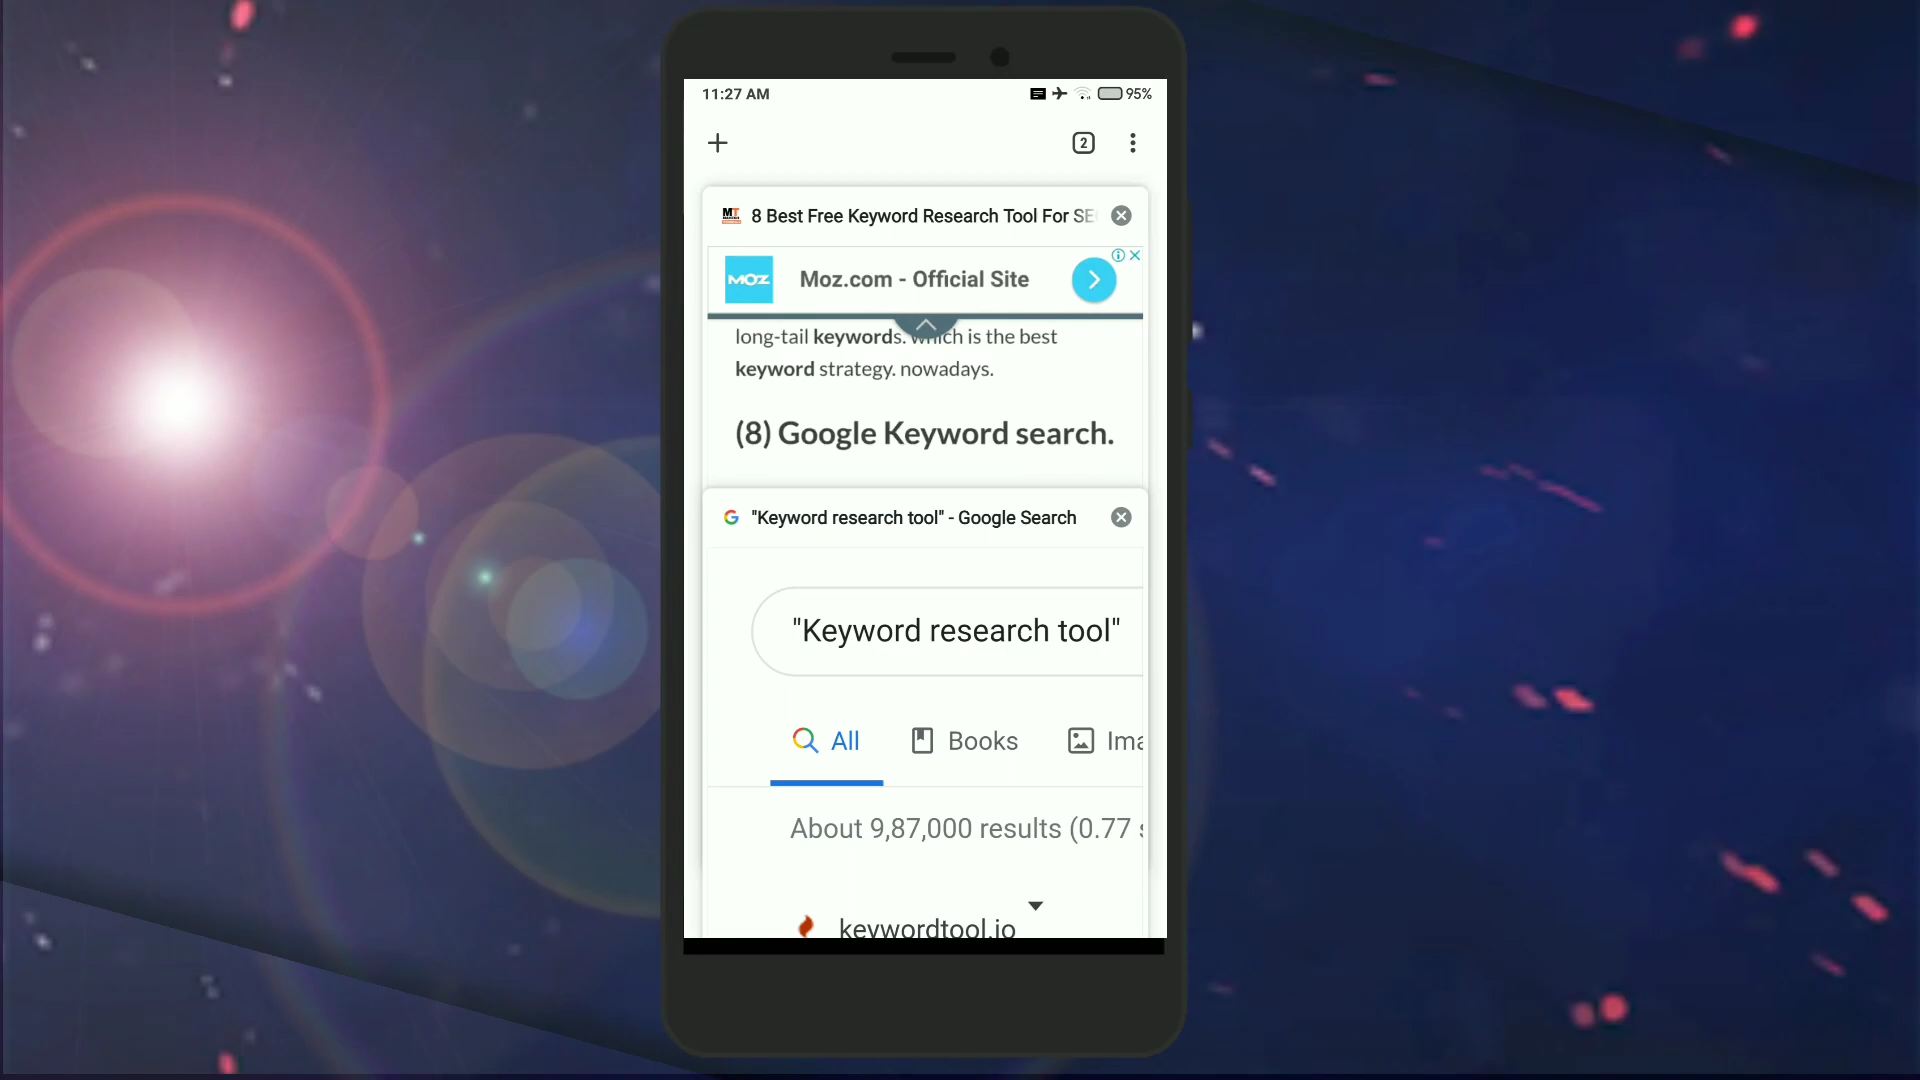 11:27 AM
95%
2
MT
8 Best Free Keyword Research Tool For SE
MOZ
Moz.com - Official Site
long-tail keywords. which is the best
keyword strategy. nowadays.
(8) Google Keyword search.
"Keyword research tool" - Google Search
"Keyword research tool"
All
Books
Ima
About 9,87,000 results (0.77 s
keywordtool.io